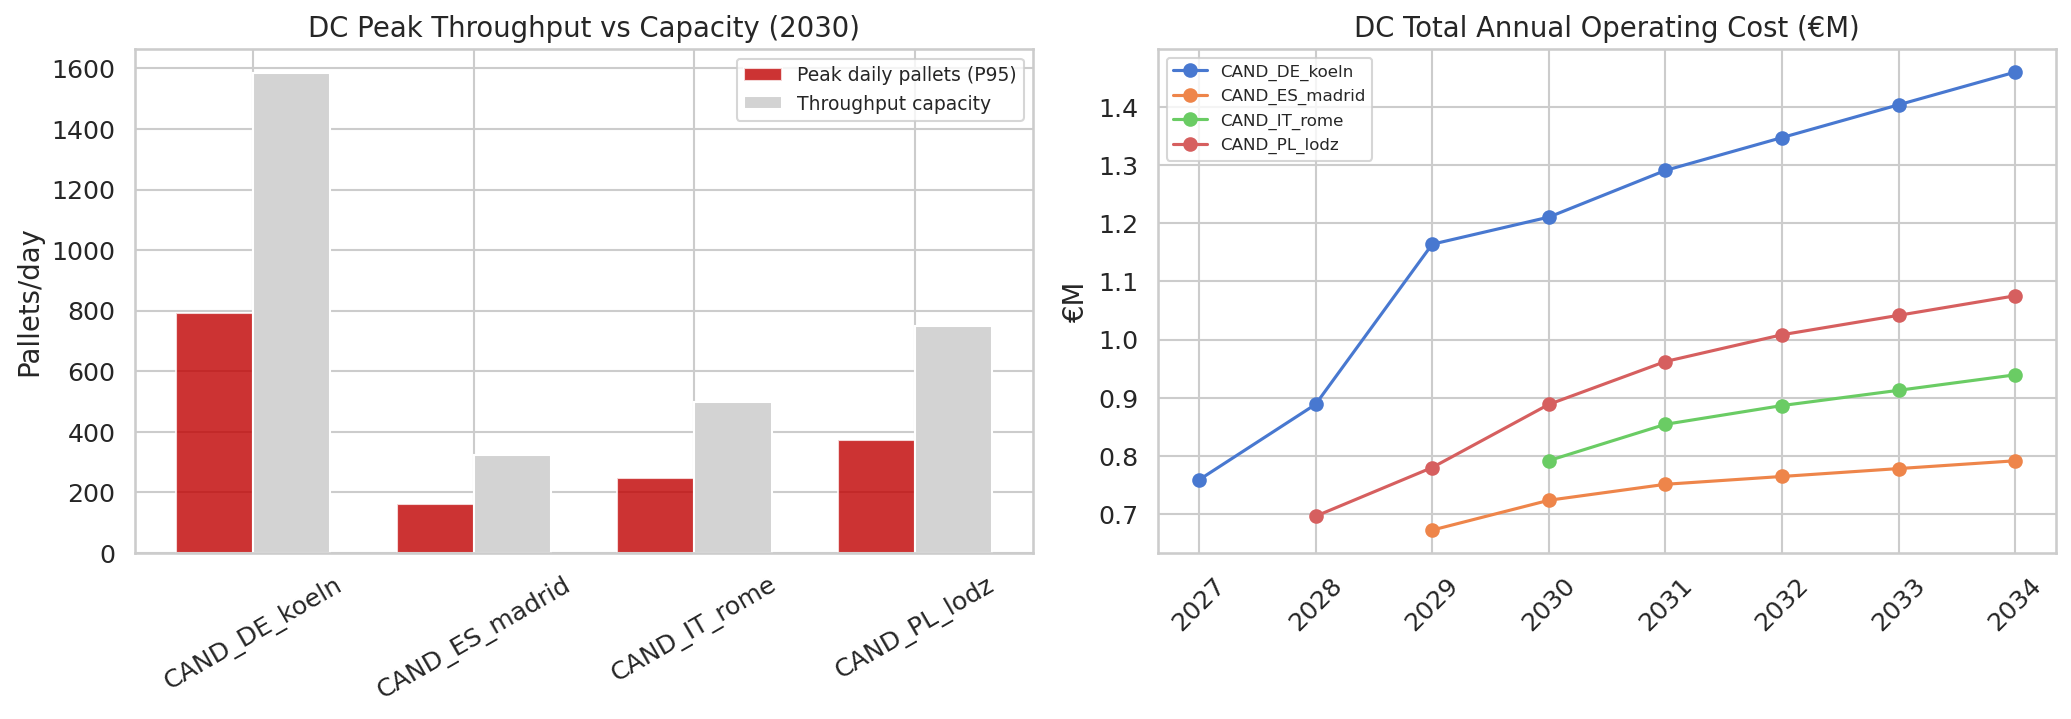 DC Peak Throughput vs Capacity (2030)
Pallets/day
1600
1400
1200
1000
800
600
400
200
0
Peak daily pallets (P95)
Throughput capacity
CAND_DE_koeln
CAND_ES_madrid
CAND_IT_rome
CAND_PL_lodz
DC Total Annual Operating Cost (€M)
€M
1.4
1.3
1.2
1.1
1.0
0.9
0.8
0.7
CAND_DE_koeln
CAND_ES_madrid
CAND_IT_rome
CAND_PL_lodz
2027
2028
2029
2030
2031
2032
2033
2034